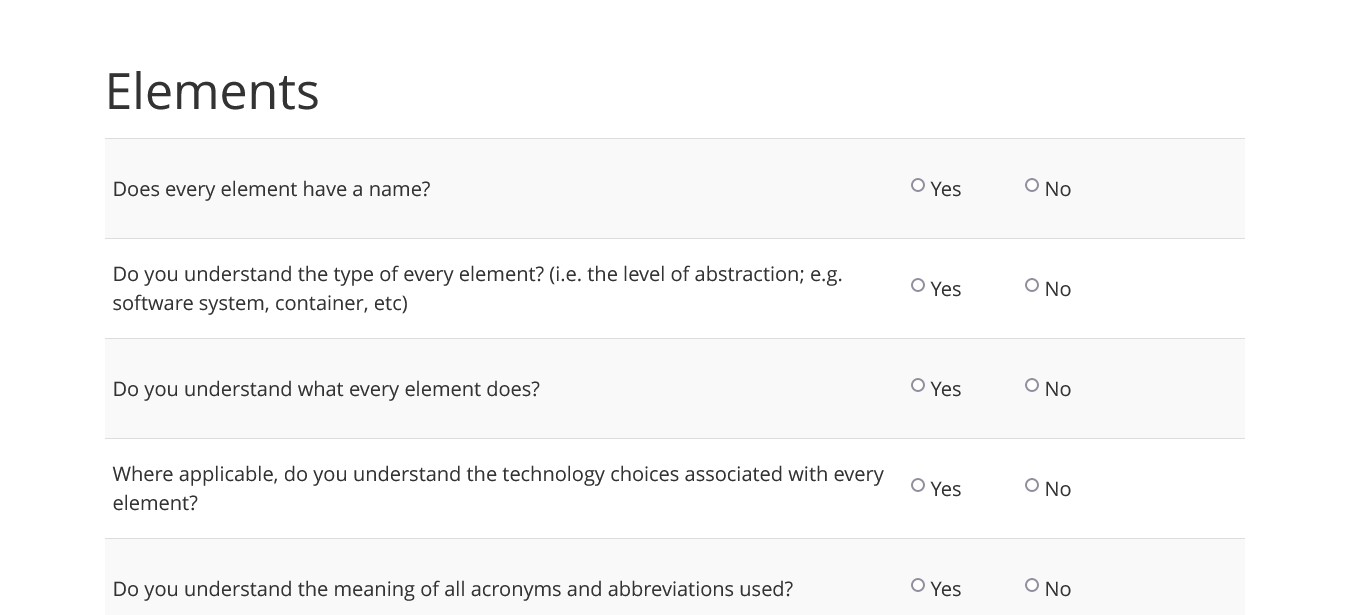 Elements
Does every element have a name? Yes No
Do you understand the type of every element? (i.e. the level of abstraction; e.g.
software system, container, etc) Yes No
Do you understand what every element does? Yes No
Where applicable, do you understand the technology choices associated with every
element? Yes No
Do you understand the meaning of all acronyms and abbreviations used? Yes No